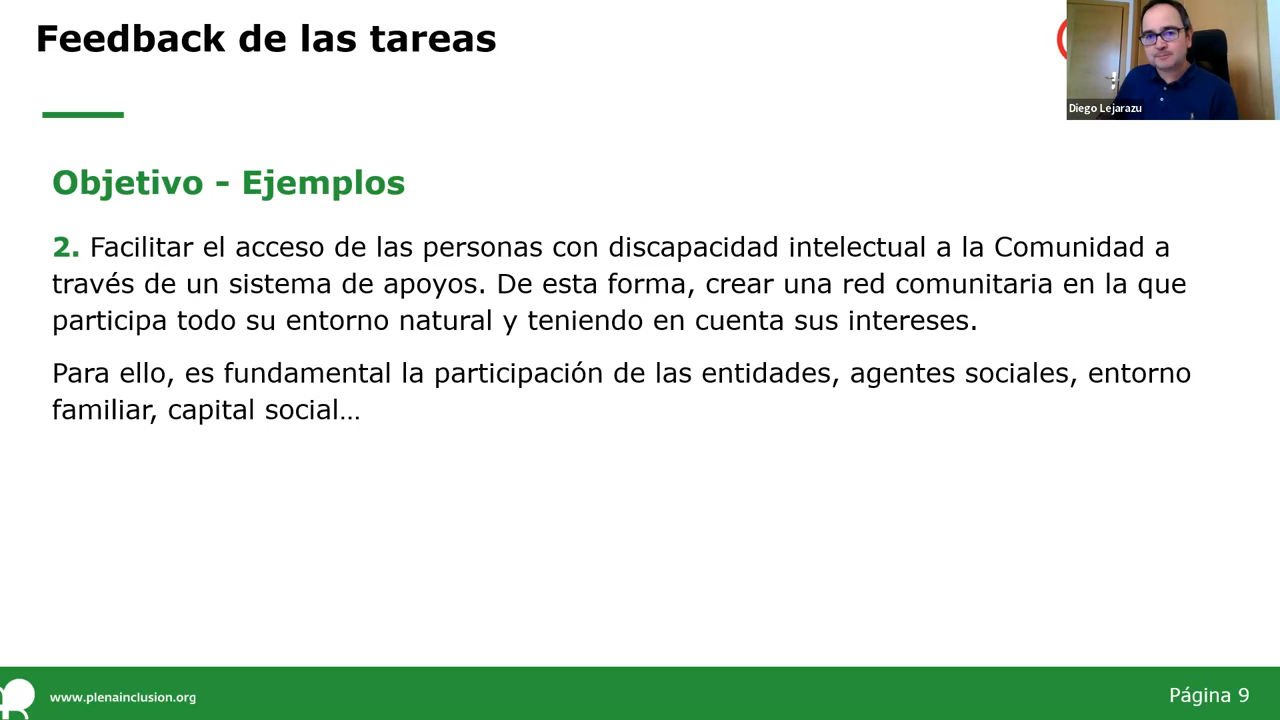 Feedback de las tareas
Diego Lejarazu
Objetivo - Ejemplos
2. Facilitar el acceso de las personas con discapacidad intelectual a la Comunidad a
través de un sistema de apoyos. De esta forma, crear una red comunitaria en la que
participa todo su entorno natural y teniendo en cuenta sus intereses.
Para ello, es fundamental la participación de las entidades, agentes sociales, entorno
familiar, capital social…
www.plenainclusion.org
Página 9